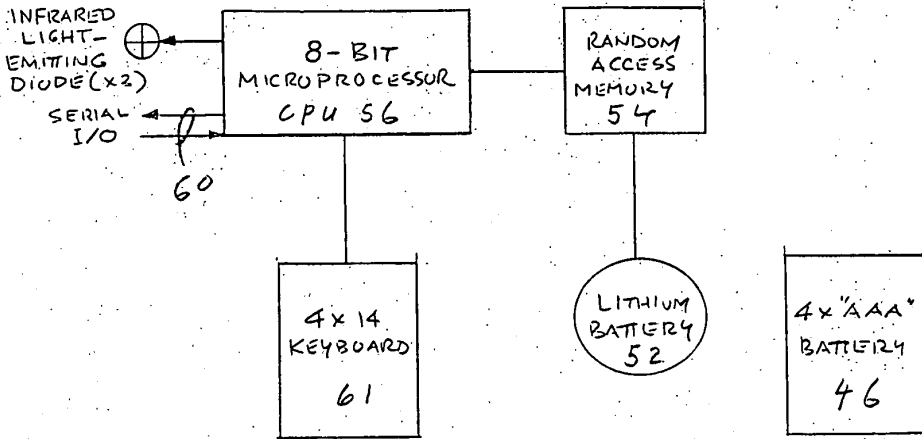 INFRARED
LIGHT-
EMITTING
DIODE (x3)
SERIAL
I/O
60
8-BIT
MICROPROCESSOR
CPU 56
RANDOM
ACCESS
MEMORY
54
4x14
KEYBOARD
61
LITHIUM
BATTERY
52
4x"AAA"
BATTERY
46